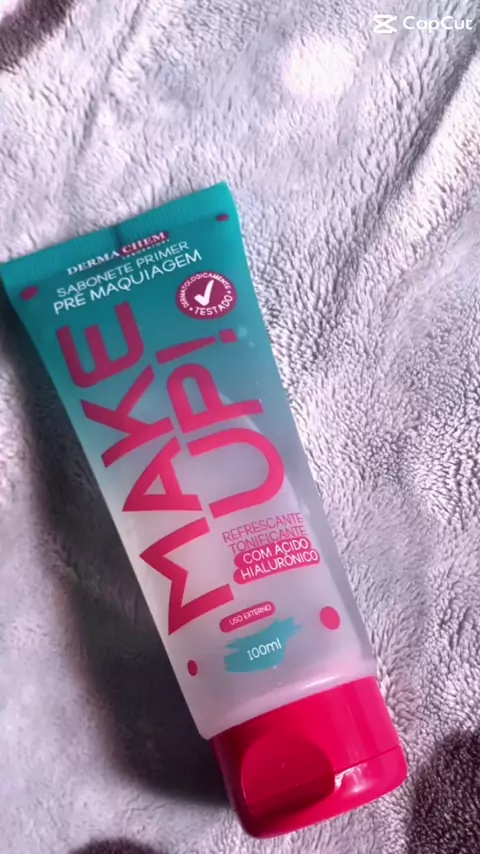 CapCut
DERMA CHEM
LABORATORY
SABONETE PRIMER
PRÉ MAQUIAGEM
DERMATOLOGICAMENTE
TESTADO
MAKE
UP!
REFRESCANTE
TONIFICANTE
COM ÁCIDO
HIALURÔNICO
USO EXTERNO
100ml